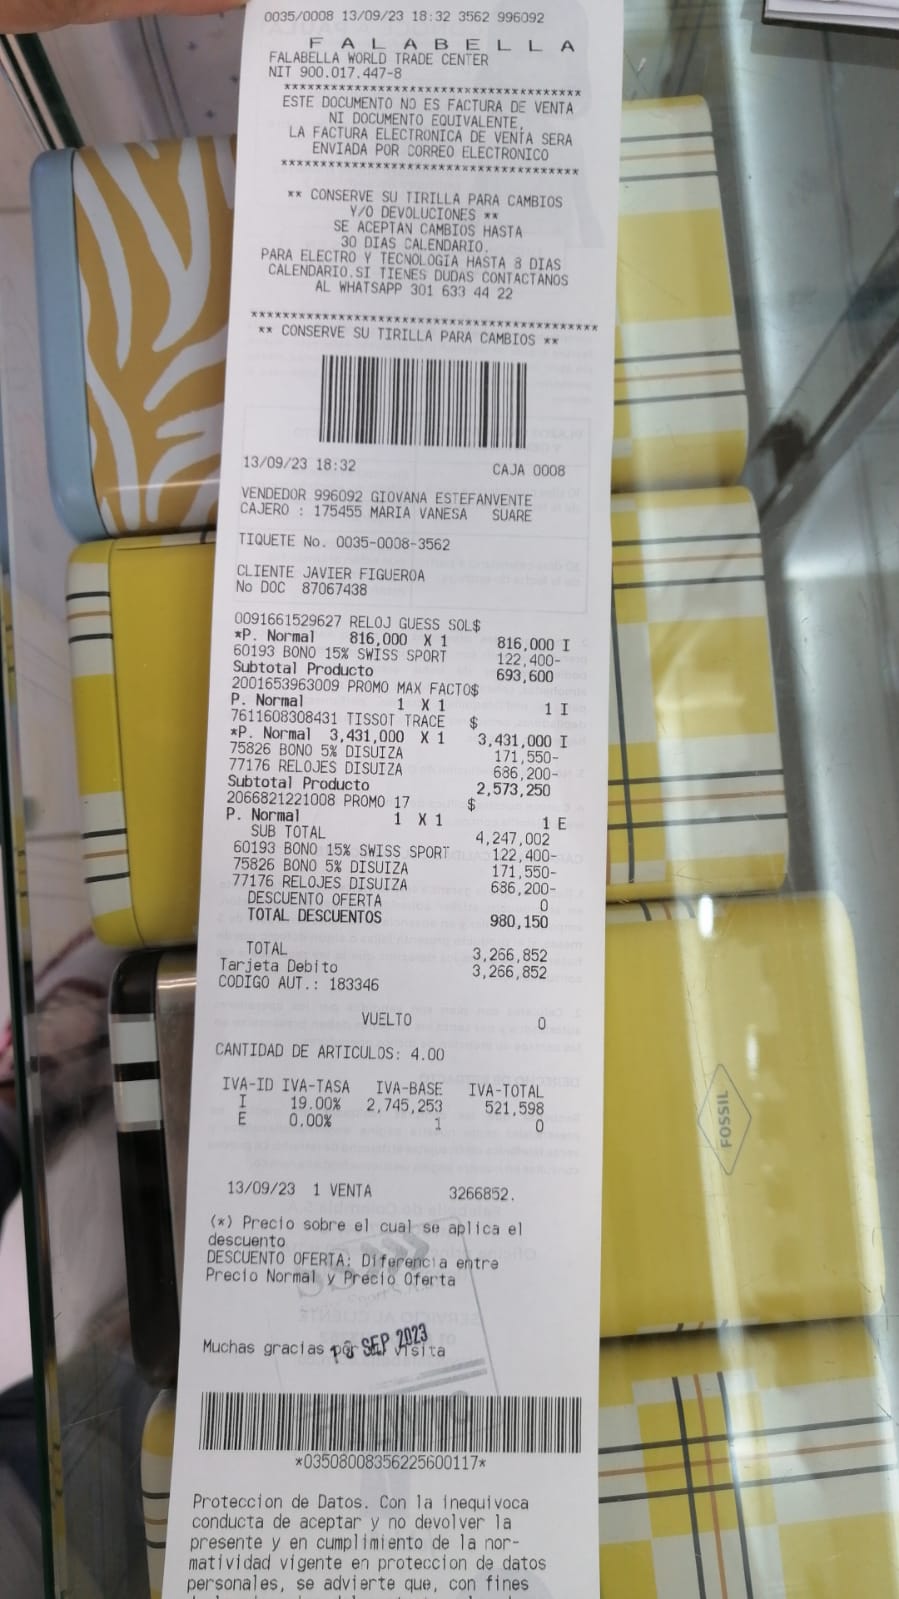 0035/0008 13/09/23 18:32 3562 996092
F A L A B E L L A
FALABELLA WORLD TRADE CENTER
NIT 900.017.447-8
****************************************
ESTE DOCUMENTO NO ES FACTURA DE VENTA
NI DOCUMENTO EQUIVALENTE,
LA FACTURA ELECTRONICA DE VENTA SERA
ENVIADA POR CORREO ELECTRONICO
****************************************
** CONSERVE SU TIRILLA PARA CAMBIOS
Y/O DEVOLUCIONES **
SE ACEPTAN CAMBIOS HASTA
30 DIAS CALENDARIO.
PARA ELECTRO Y TECNOLOGIA HASTA 8 DIAS
CALENDARIO.SI TIENES DUDAS CONTACTANOS
AL WHATSAPP 301 633 44 22
****************************************
** CONSERVE SU TIRILLA PARA CAMBIOS **
13/09/23 18:32 CAJA 0008
VENDEDOR 996092 GIOVANA ESTEFANVENTE
CAJERO : 175455 MARIA VANESA SUARE
TIQUETE No. 0035-0008-3562
CLIENTE JAVIER FIGUEROA
No DOC 87067438
0091661529627 RELOJ GUESS SOL$
*P. Normal 816,000 X 1 816,000 I
60193 BONO 15% SWISS SPORT 122,400-
Subtotal Producto 693,600
2001653963009 PROMO MAX FACTO$
P. Normal 1 X 1 1 I
7611608308431 TISSOT TRACE $
*P. Normal 3,431,000 X 1 3,431,000 I
75826 BONO 5% DISUIZA 171,550-
77176 RELOJES DISUIZA 686,200-
Subtotal Producto 2,573,250
2066821221008 PROMO 17 $
P. Normal 1 X 1 1 E
SUB TOTAL 4,247,002
60193 BONO 15% SWISS SPORT 122,400-
75826 BONO 5% DISUIZA 171,550-
77176 RELOJES DISUIZA 686,200-
DESCUENTO OFERTA 0
TOTAL DESCUENTOS 980,150
TOTAL 3,266,852
Tarjeta Debito 3,266,852
CODIGO AUT.: 183346
VUELTO 0
CANTIDAD DE ARTICULOS: 4.00
IVA-ID IVA-TASA IVA-BASE IVA-TOTAL
I 19.00% 2,745,253 521,598
E 0.00% 1 0
13/09/23 1 VENTA 3266852.
(*) Precio sobre el cual se aplica el
descuento
DESCUENTO OFERTA: Diferencia entre
Precio Normal y Precio Oferta
Muchas gracias por visita
SEP 2023
*03508008356225600117*
Proteccion de Datos. Con la inequivoca
conducta de aceptar y no devolver la
presente y en cumplimiento de la nor-
matividad vigente en proteccion de datos
personales, se advierte que, con fines
FOSSIL